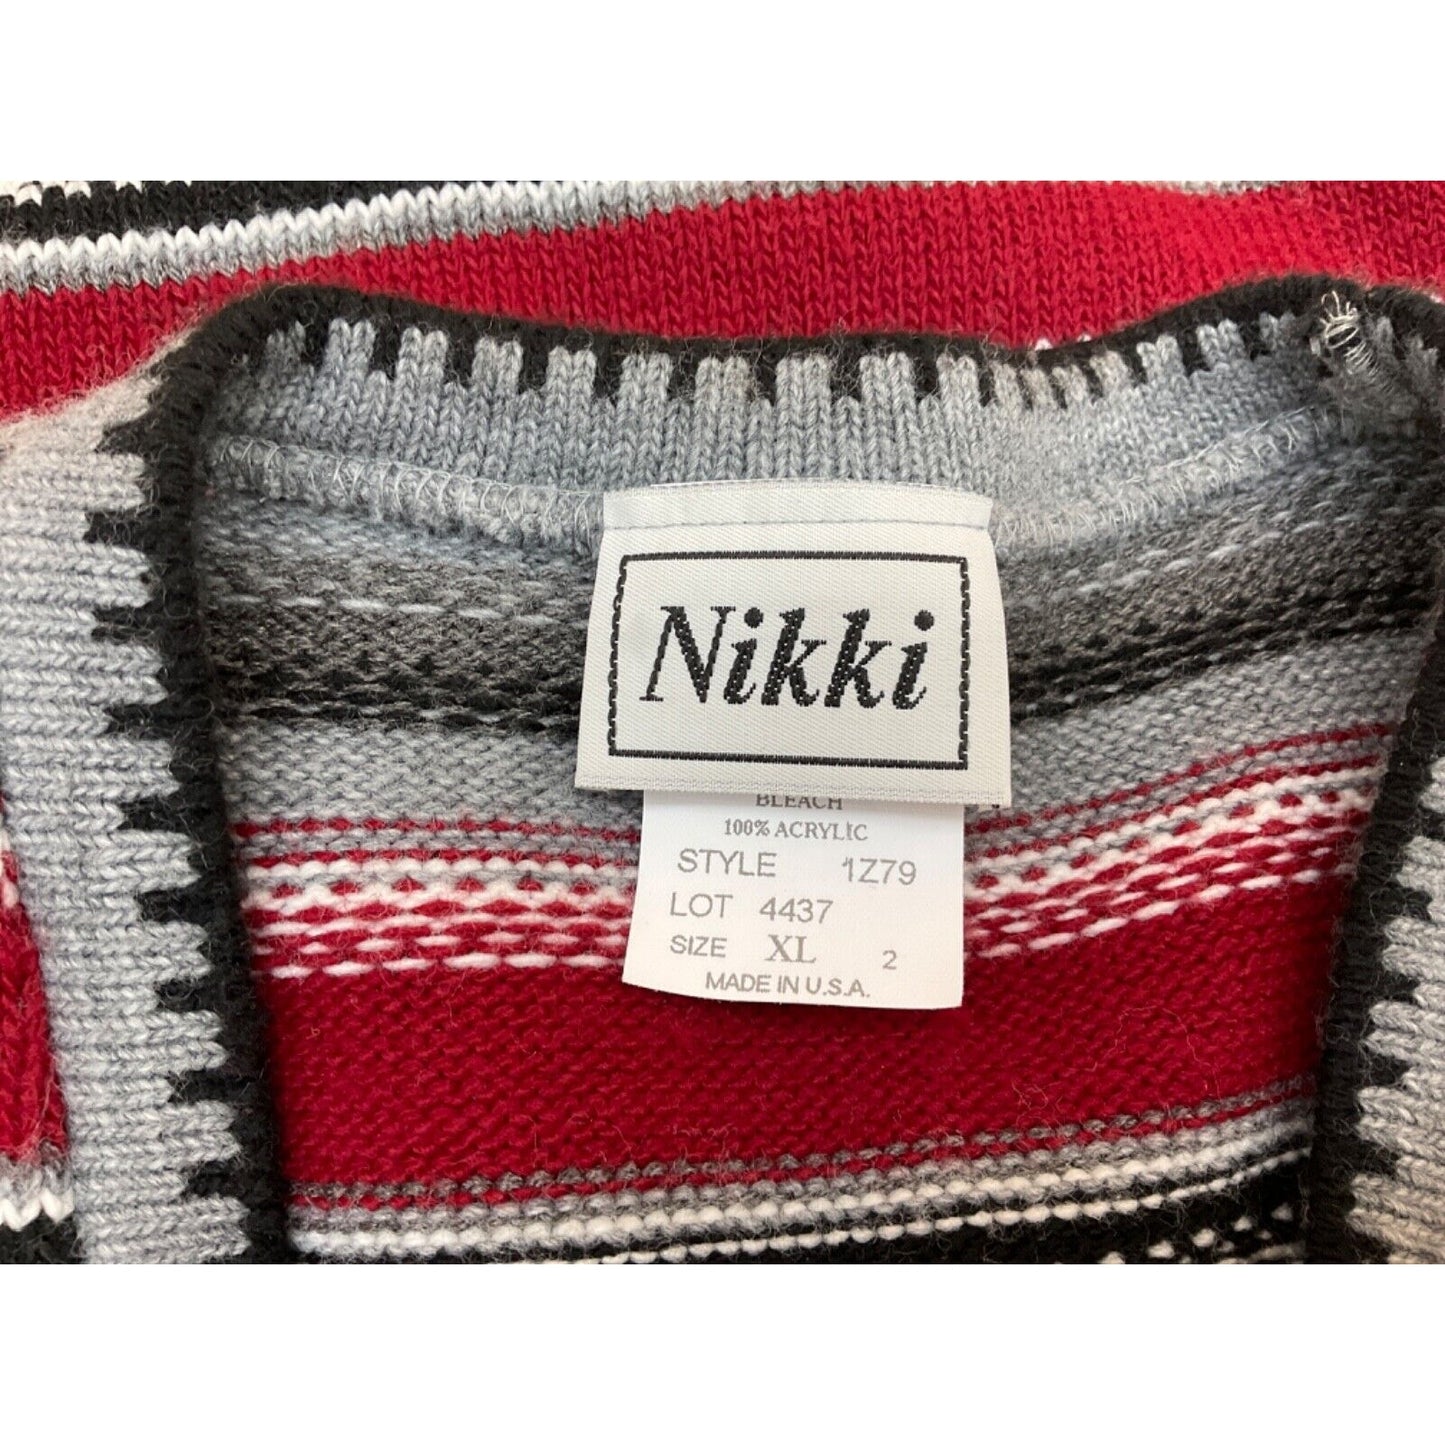 Nikki
BLEACH
100% ACRYLIC
STYLE 1Z79
LOT 4437
SIZE XL 2
MADE IN U.S.A.